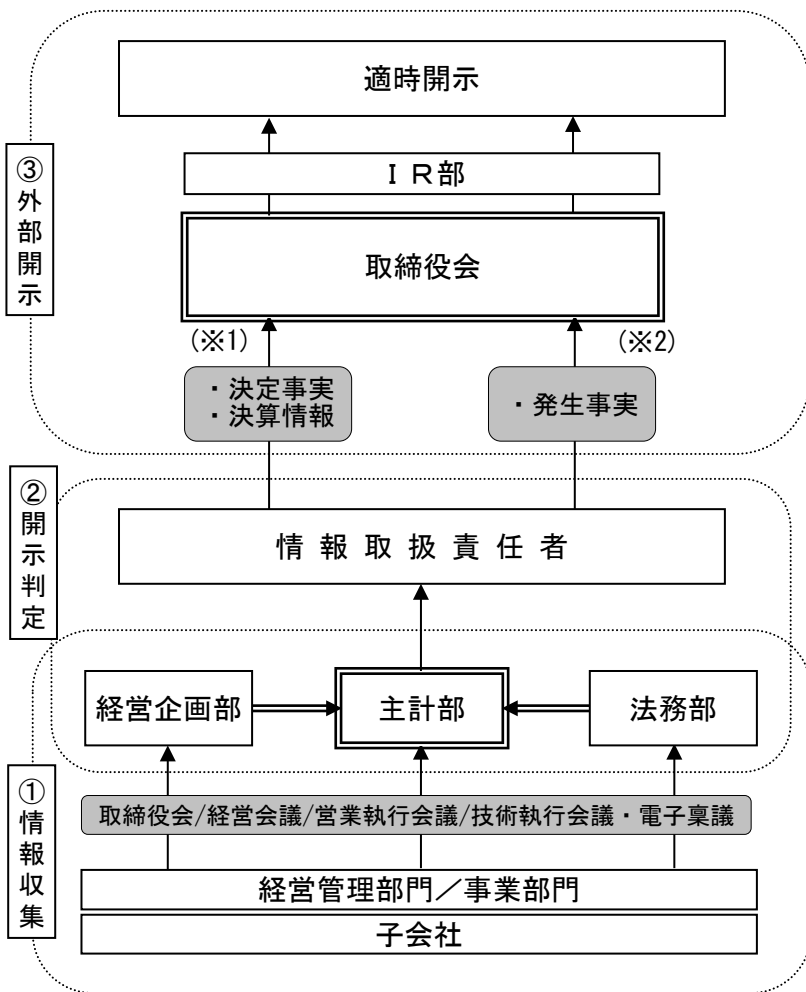 適時開示
ＩＲ部
取締役会
③外部開示
(※1)
(※2)
・決定事実
・決算情報
・発生事実
②開示判定
情報取扱責任者
経営企画部
主計部
法務部
①情報収集
取締役会/経営会議/営業執行会議/技術執行会議・電子稟議
経営管理部門／事業部門
子会社